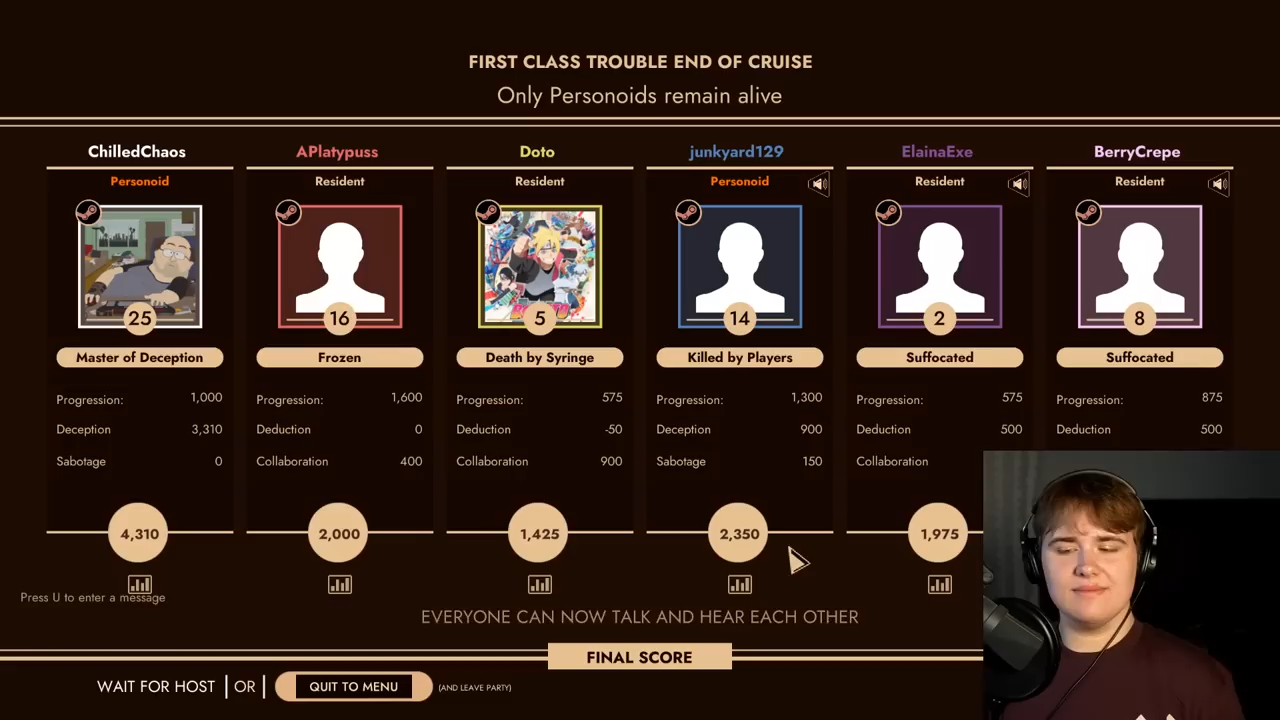 FIRST CLASS TROUBLE END OF CRUISE
Only Personoids remain alive
ChilledChaos
APlatypuss
Doto
junkyard129
ElainaExe
BerryCrepe
Personoid
Resident
Resident
Personoid
Resident
Resident
25
16
5
14
2
8
Master of Deception
Frozen
Death by Syringe
Killed by Players
Suffocated
Suffocated
Progression: 1,000
Progression: 1,600
Progression: 575
Progression: 1,300
Progression: 575
Progression: 875
Deception 3,310
Deduction 0
Deduction -50
Deception 900
Deduction 500
Deduction 500
Sabotage 0
Collaboration 400
Collaboration 900
Sabotage 150
Collaboration
4,310
2,000
1,425
2,350
1,975
Press U to enter a message
EVERYONE CAN NOW TALK AND HEAR EACH OTHER
FINAL SCORE
WAIT FOR HOST | OR | QUIT TO MENU (AND LEAVE PARTY)